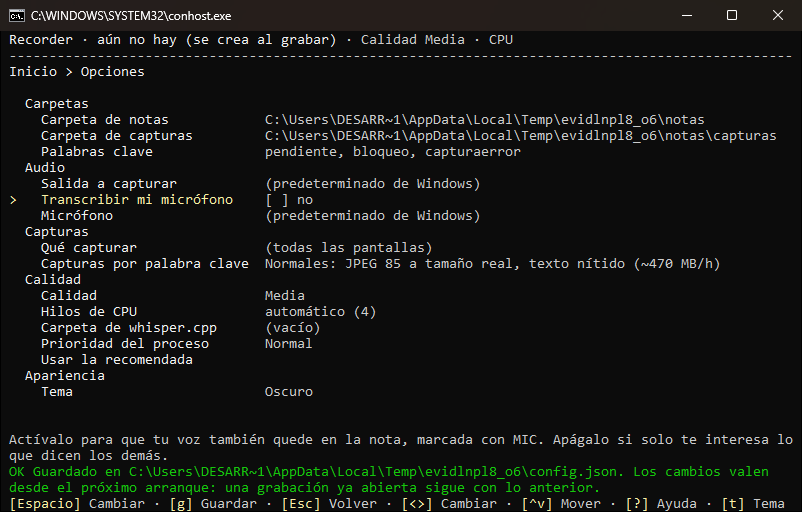 C:\WINDOWS\SYSTEM32\conhost.exe
Recorder · aún no hay (se crea al grabar) · Calidad Media · CPU
Inicio > Opciones
Carpetas
Carpeta de notas C:\Users\DESARR~1\AppData\Local\Temp\evidlnpl8_o6\notas
Carpeta de capturas C:\Users\DESARR~1\AppData\Local\Temp\evidlnpl8_o6\notas\capturas
Palabras clave pendiente, bloqueo, capturaerror
Audio
Salida a capturar (predeterminado de Windows)
> Transcribir mi micrófono [ ] no
Micrófono (predeterminado de Windows)
Capturas
Qué capturar (todas las pantallas)
Capturas por palabra clave Normales: JPEG 85 a tamaño real, texto nítido (~470 MB/h)
Calidad
Calidad Media
Hilos de CPU automático (4)
Carpeta de whisper.cpp (vacío)
Prioridad del proceso Normal
Usar la recomendada
Apariencia
Tema Oscuro
Actívalo para que tu voz también quede en la nota, marcada con MIC. Apágalo si solo te interesa lo
que dicen los demás.
OK Guardado en C:\Users\DESARR~1\AppData\Local\Temp\evidlnpl8_o6\config.json. Los cambios valen
desde el próximo arranque: una grabación ya abierta sigue con lo anterior.
[Espacio] Cambiar · [g] Guardar · [Esc] Volver · [<>] Cambiar · [^v] Mover · [?] Ayuda · [t] Tema